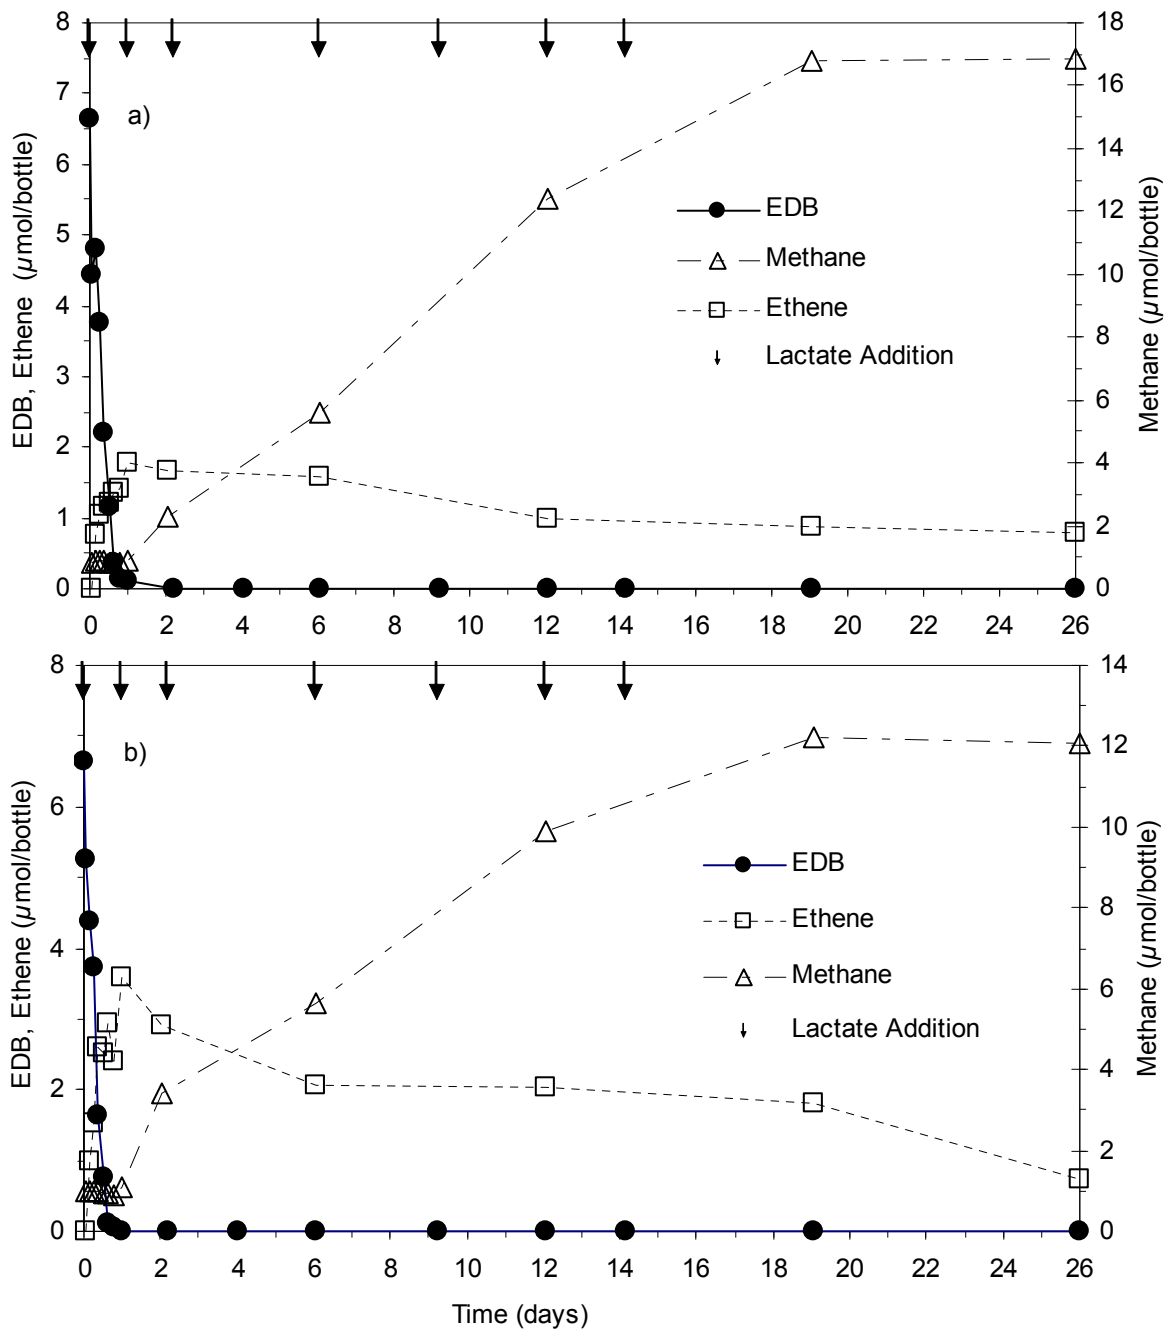 8
7
6
5
4
3
2
1
0
EDB, Ethene (µmol/bottle)
a)
EDB
Methane
Ethene
Lactate Addition
18
16
14
12
10
8
6
4
2
0
Methane (µmol/bottle)
0 2 4 6 8 10 12 14 16 18 20 22 24 26
8
6
4
2
0
EDB, Ethene (µmol/bottle)
b)
EDB
Ethene
Methane
Lactate Addition
14
12
10
8
6
4
2
0
Methane (µmol/bottle)
0 2 4 6 8 10 12 14 16 18 20 22 24 26
Time (days)